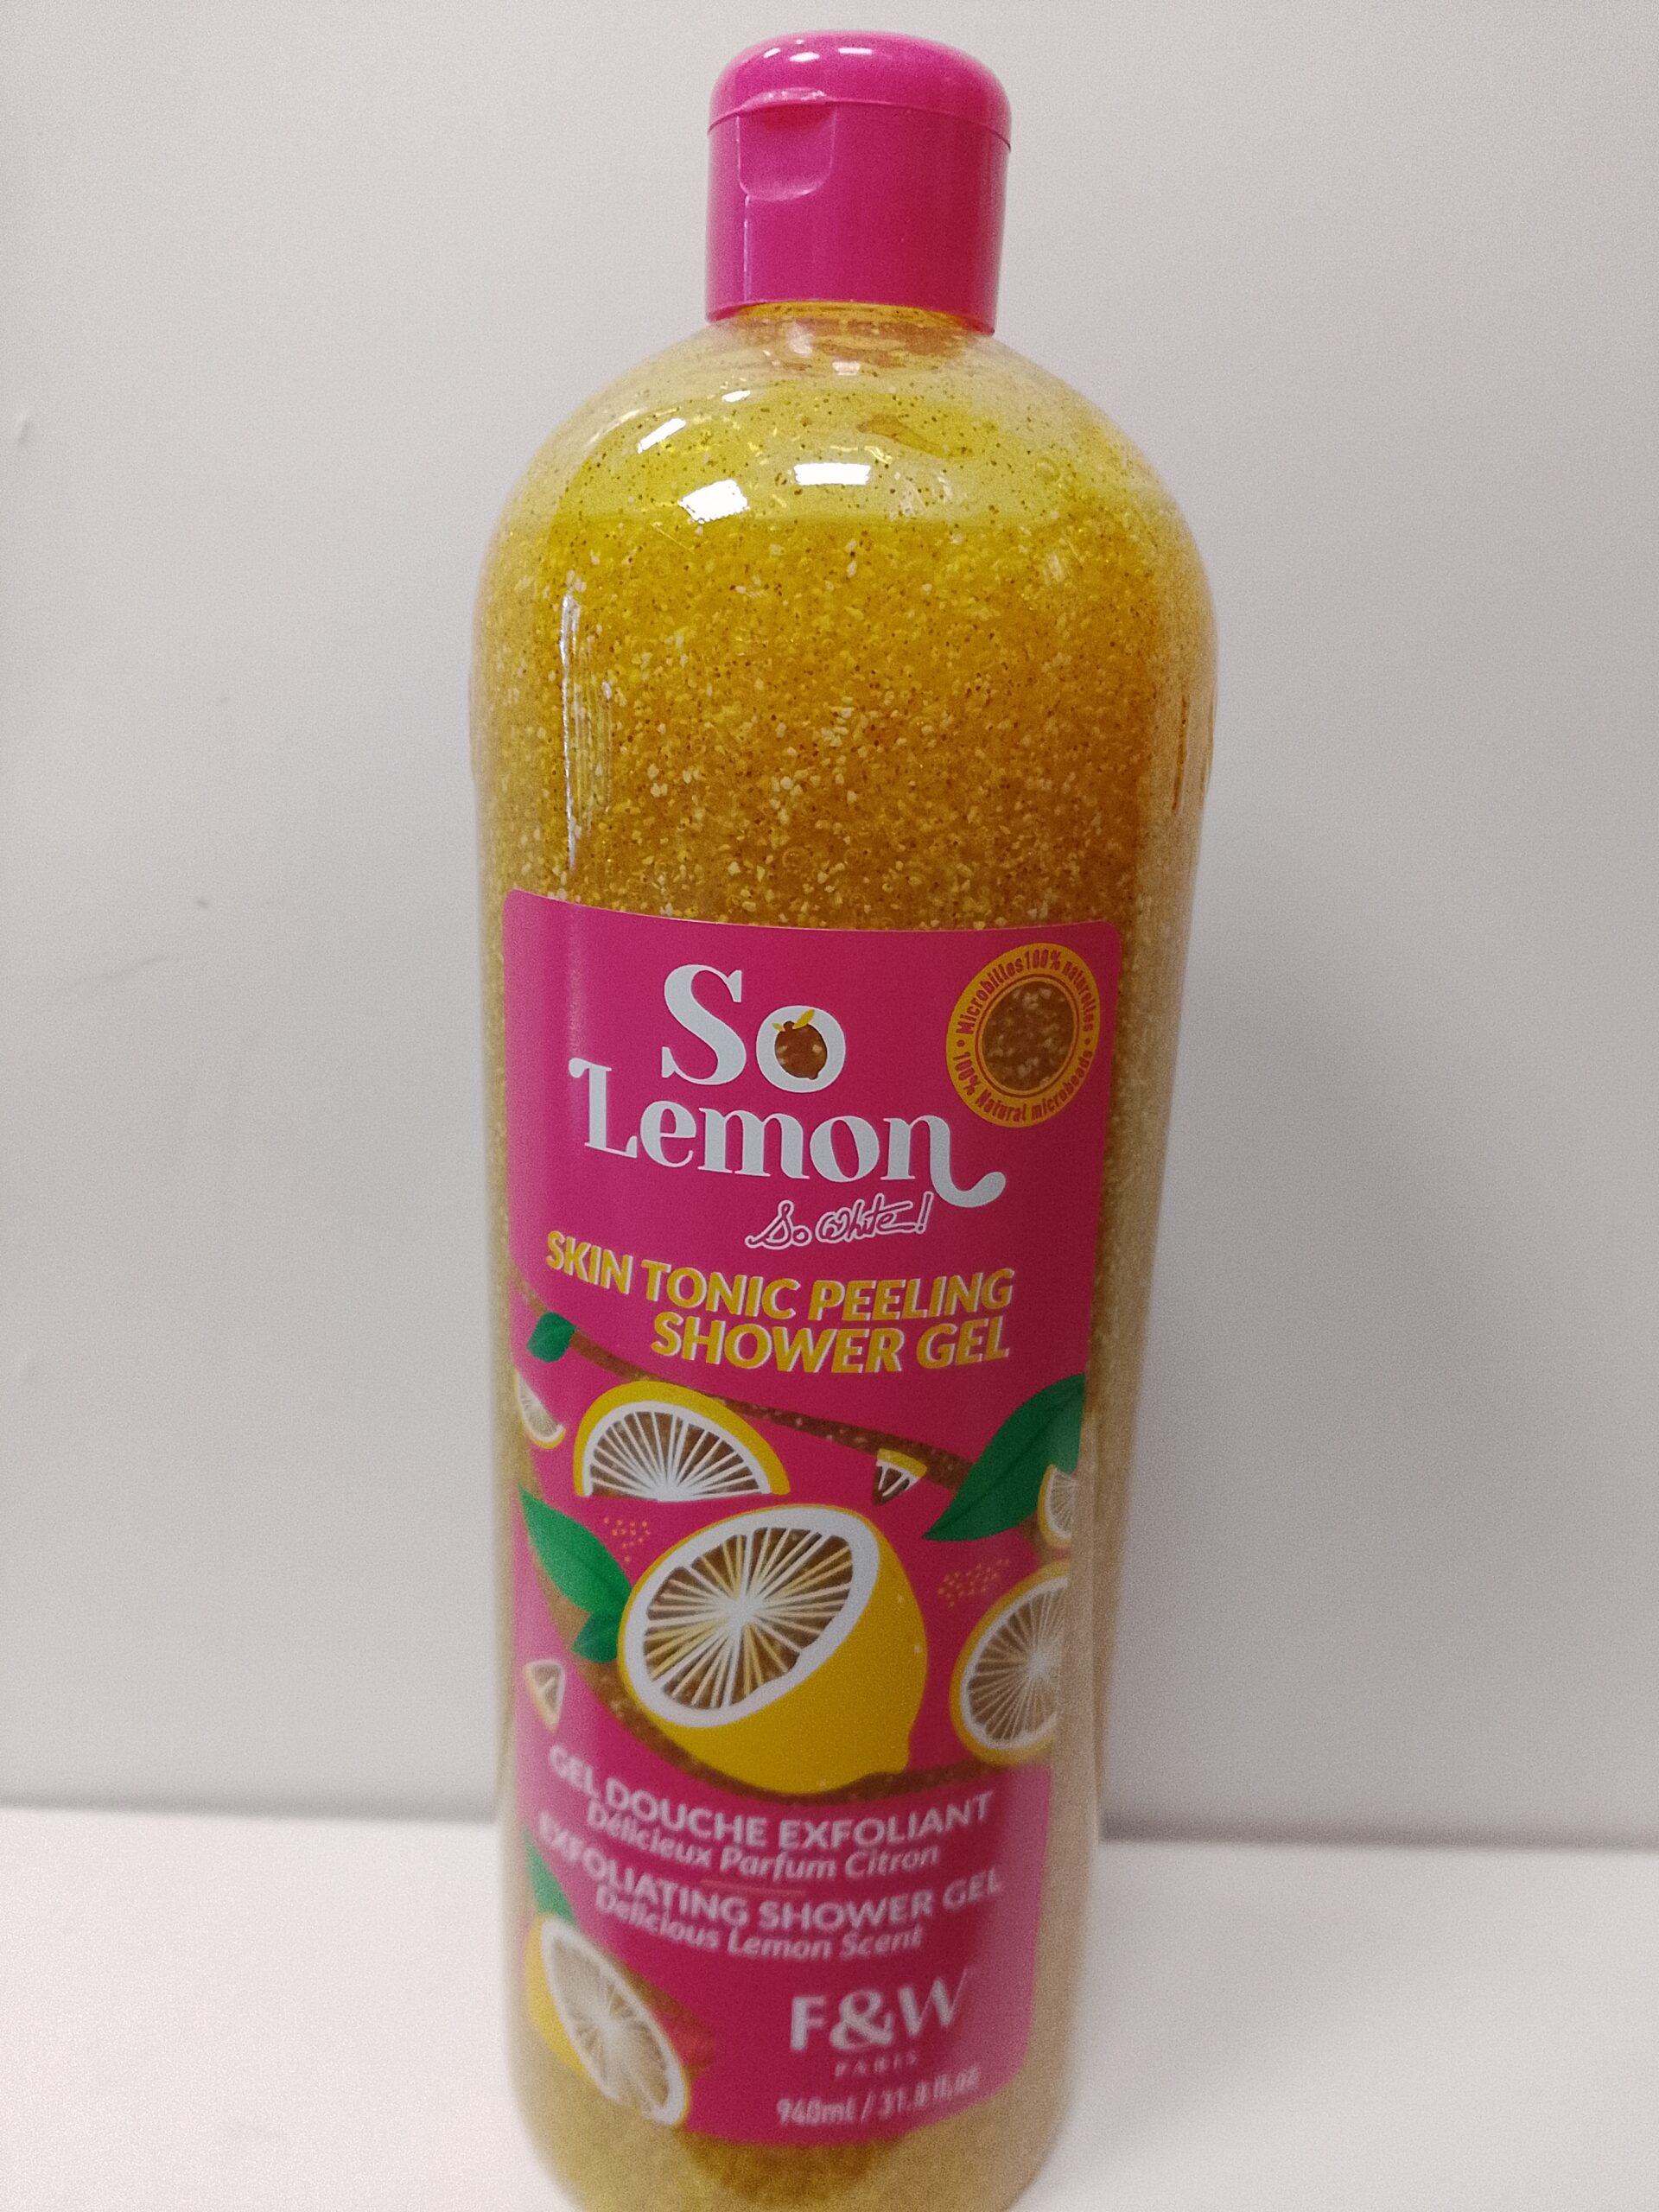 So
Lemon
So White!
Microbilles 100% naturelles
100% Natural microbeads
SKIN TONIC PEELING
SHOWER GEL
GEL DOUCHE EXFOLIANT
Délicieux Parfum Citron
EXFOLIATING SHOWER GEL
Delicious Lemon Scent
F&W
PARIS
940ml / 31.8 fl.oz